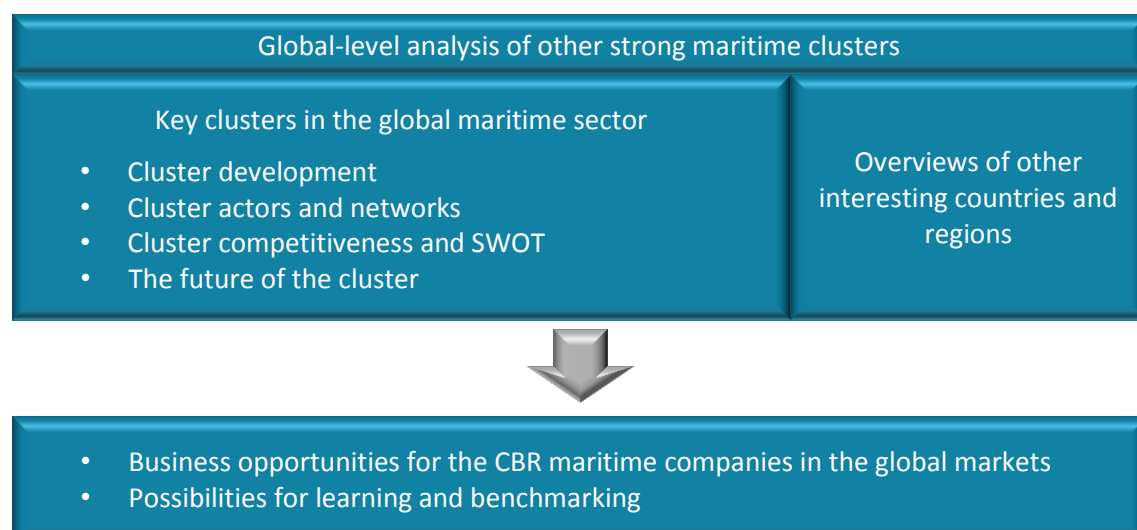 Global-level analysis of other strong maritime clusters
Key clusters in the global maritime sector
• Cluster development
• Cluster actors and networks
• Cluster competitiveness and SWOT
• The future of the cluster
Overviews of other
interesting countries and
regions
• Business opportunities for the CBR maritime companies in the global markets
• Possibilities for learning and benchmarking